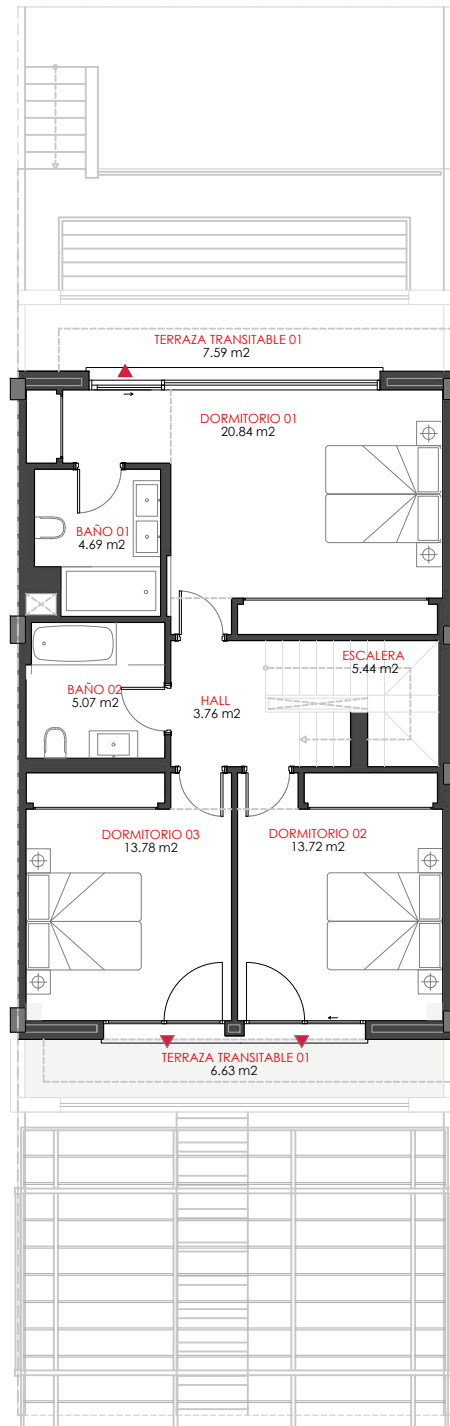 TERRAZA TRANSITABLE 01
7.59 m2
DORMITORIO 01
20.84 m2
BAÑO 01
4.69 m2
ESCALERA
5.44 m2
BAÑO 02
5.07 m2
HALL
3.76 m2
DORMITORIO 03
13.78 m2
DORMITORIO 02
13.72 m2
TERRAZA TRANSITABLE 01
6.63 m2